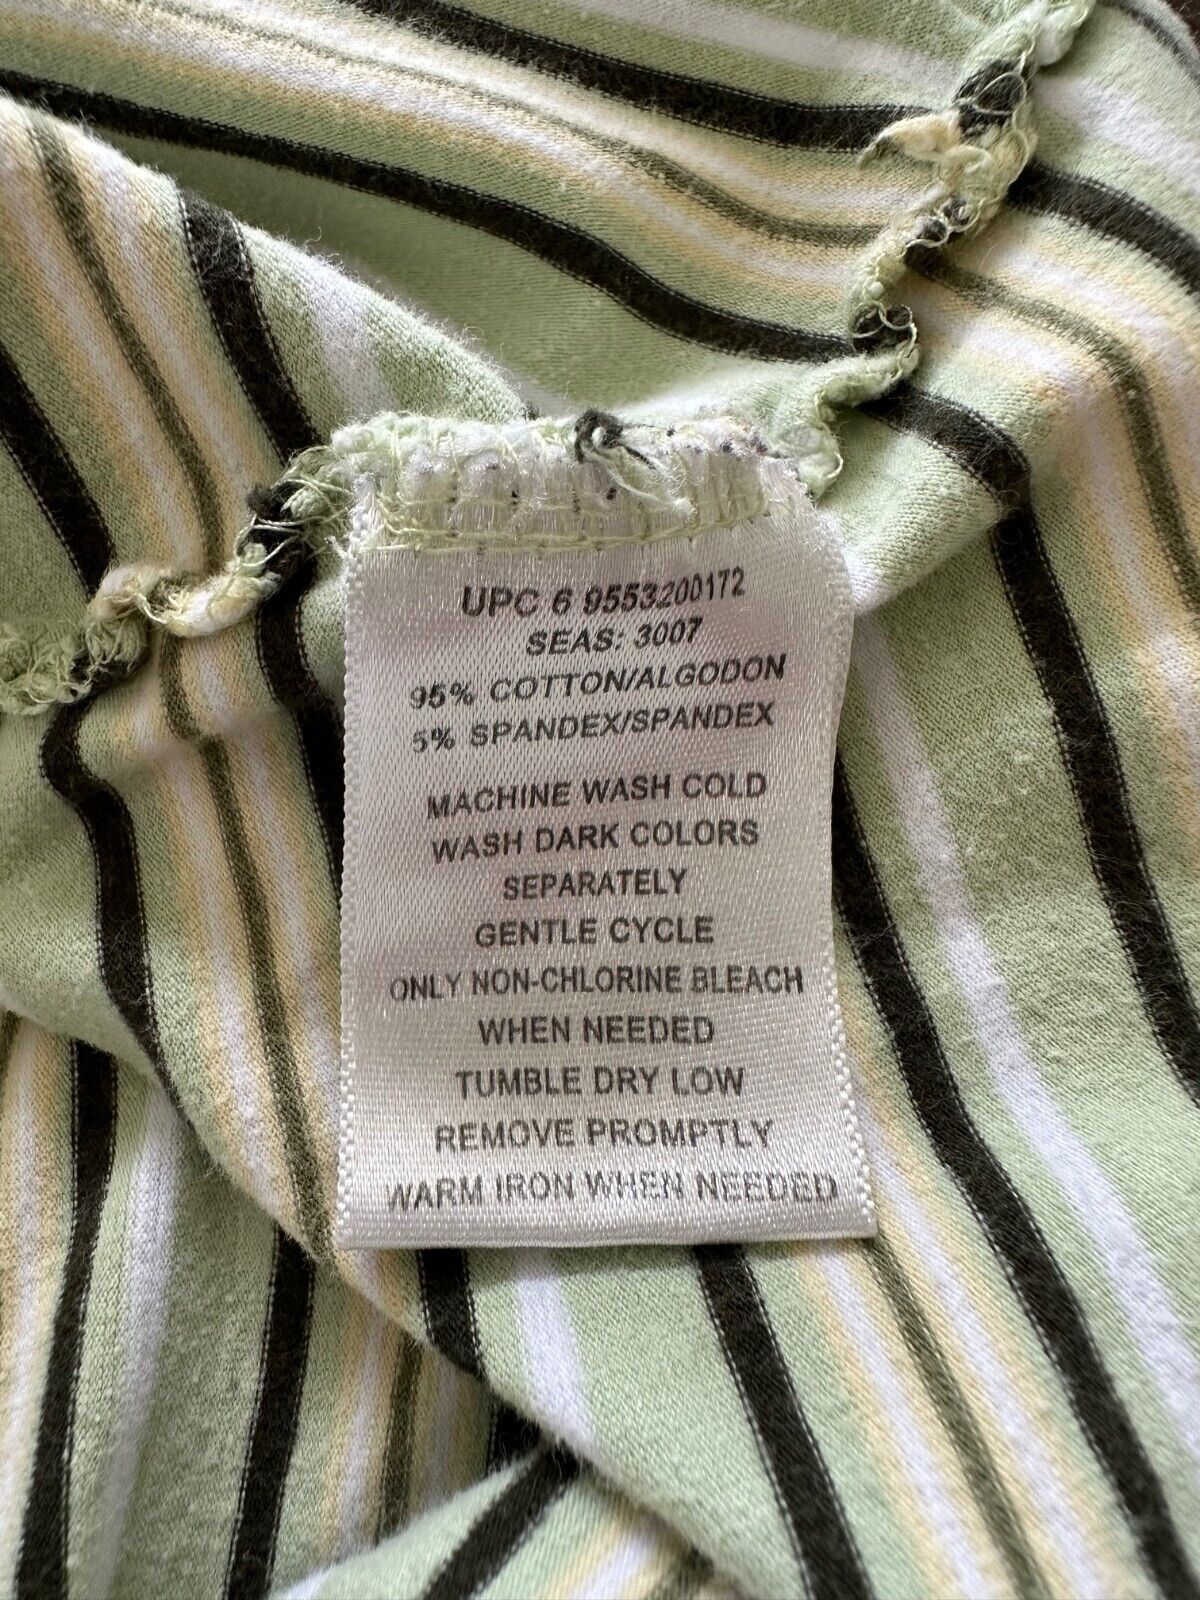 UPC 6 9553200172
SEAS: 3007
95% COTTON/ALGODON
5% SPANDEX/SPANDEX
MACHINE WASH COLD
WASH DARK COLORS
SEPARATELY
GENTLE CYCLE
ONLY NON-CHLORINE BLEACH
WHEN NEEDED
TUMBLE DRY LOW
REMOVE PROMPTLY
WARM IRON WHEN NEEDED